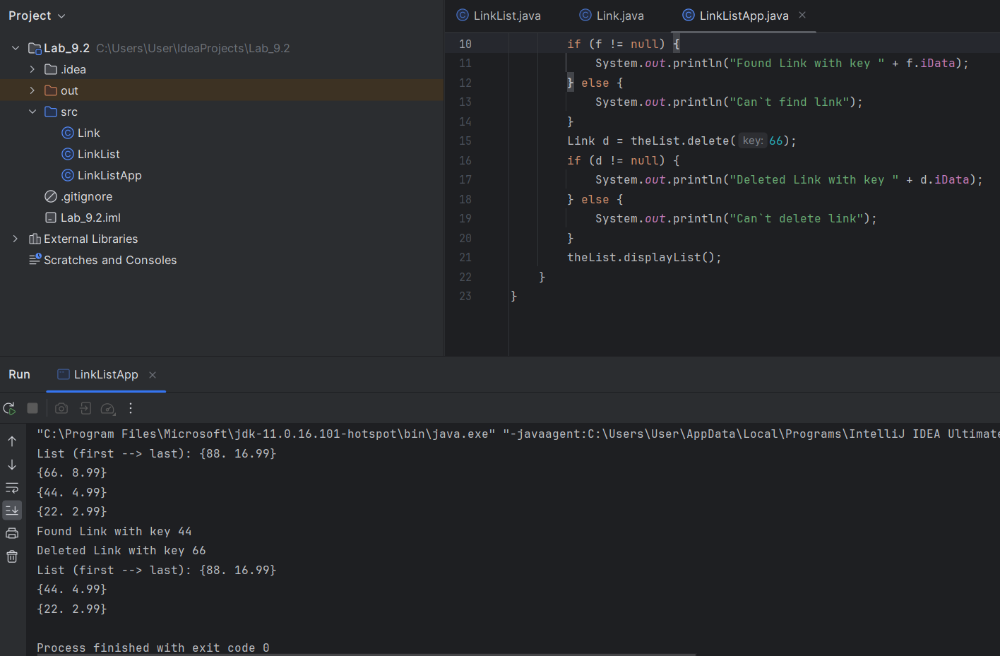 Project
Lab_9.2 C:\Users\User\IdeaProjects\Lab_9.2
.idea
out
src
Link
LinkList
LinkListApp
.gitignore
Lab_9.2.iml
External Libraries
Scratches and Consoles
LinkList.java Link.java LinkListApp.java
10 if (f != null) {
11 System.out.println("Found Link with key " + f.iData);
12 } else {
13 System.out.println("Can`t find link");
14 }
15 Link d = theList.delete( key: 66);
16 if (d != null) {
17 System.out.println("Deleted Link with key " + d.iData);
18 } else {
19 System.out.println("Can`t delete link");
20 }
21 theList.displayList();
22 }
23 }
Run LinkListApp
"C:\Program Files\Microsoft\jdk-11.0.16.101-hotspot\bin\java.exe" "-javaagent:C:\Users\User\AppData\Local\Programs\IntelliJ IDEA Ultimate
List (first --> last): {88. 16.99}
{66. 8.99}
{44. 4.99}
{22. 2.99}
Found Link with key 44
Deleted Link with key 66
List (first --> last): {88. 16.99}
{44. 4.99}
{22. 2.99}
Process finished with exit code 0